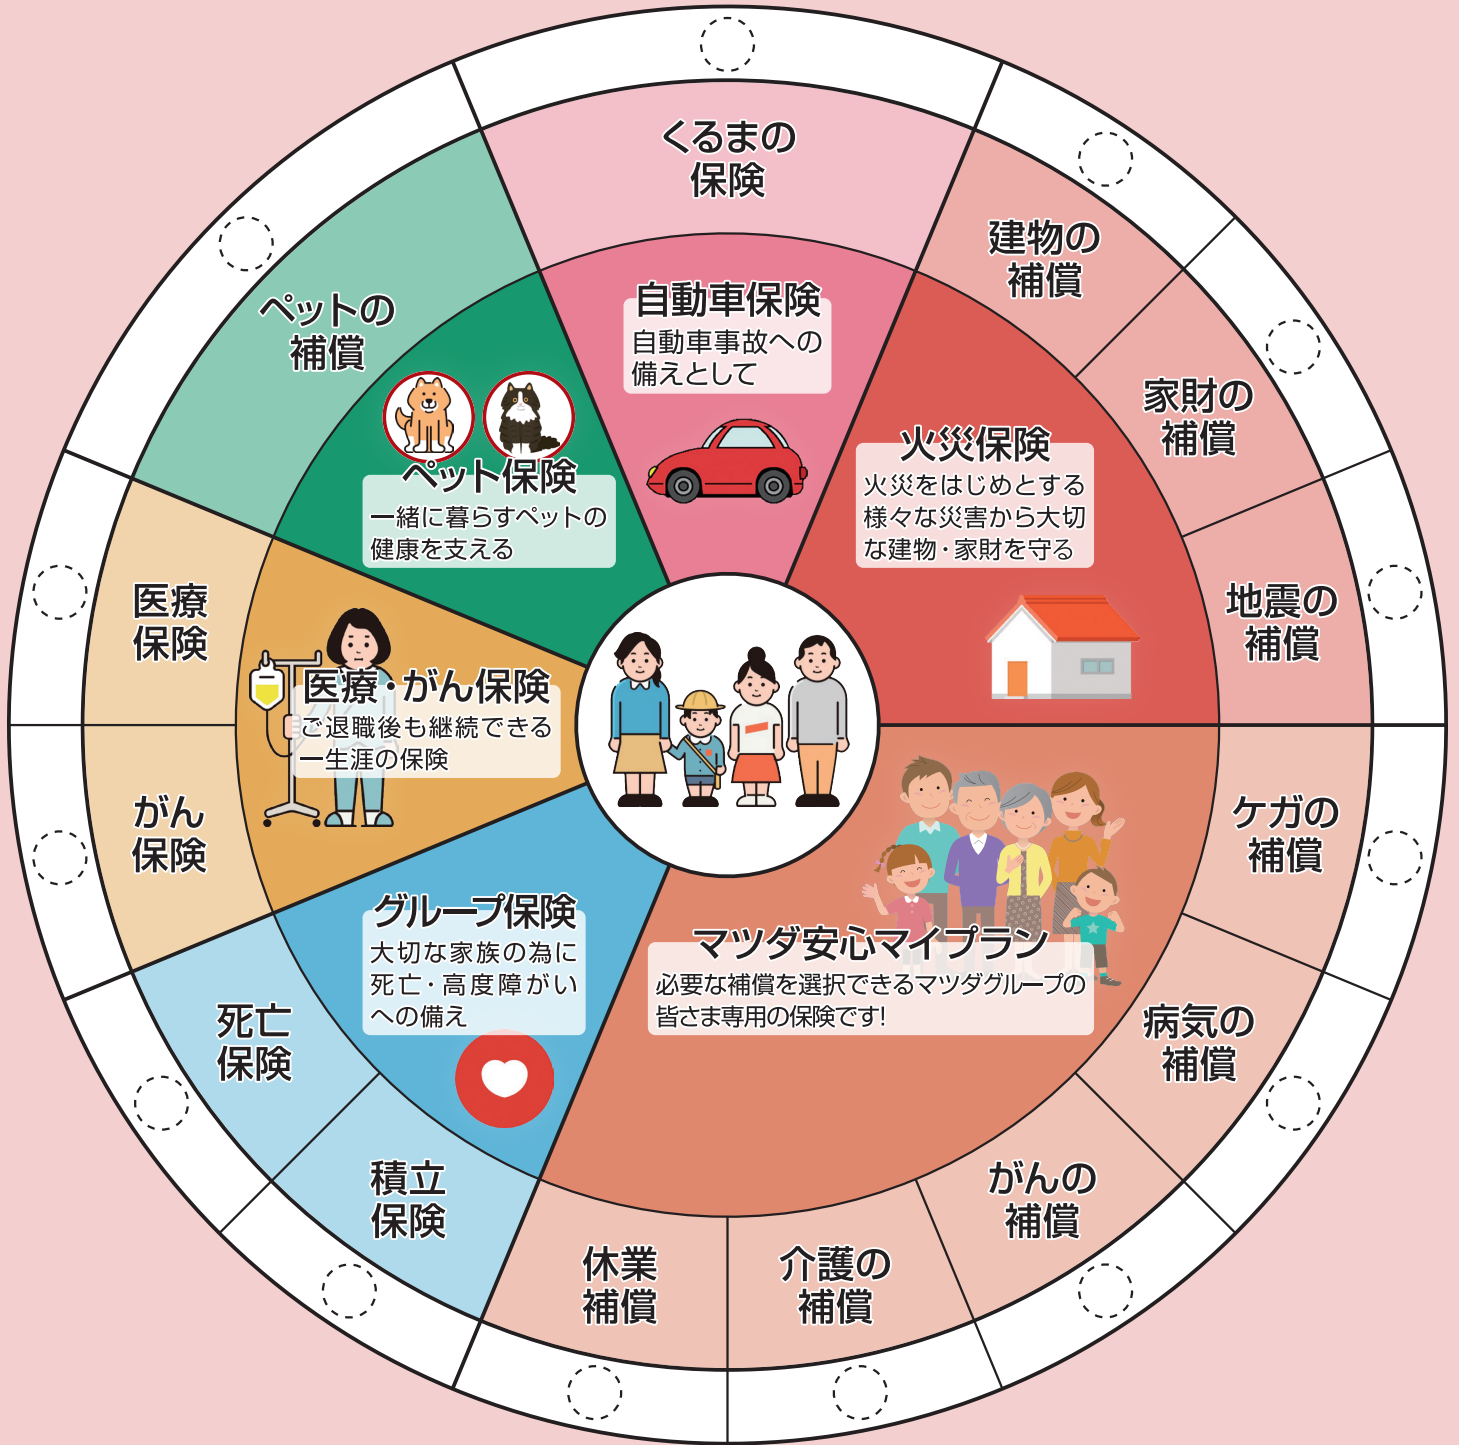 くるまの
保険
自動車保険
自動車事故への
備えとして
建物の
補償
家財の
補償
地震の
補償
火災保険
火災をはじめとする
様々な災害から大切
な建物・家財を守る
ケガの
補償
病気の
補償
がんの
補償
介護の
補償
休業
補償
マツダ安心マイプラン
必要な補償を選択できるマツダグループの
皆さま専用の保険です!
積立
保険
死亡
保険
グループ保険
大切な家族の為に
死亡・高度障がい
への備え
がん
保険
医療
保険
医療・がん保険
ご退職後も継続できる
一生涯の保険
ペットの
補償
ペット保険
一緒に暮らすペットの
健康を支える